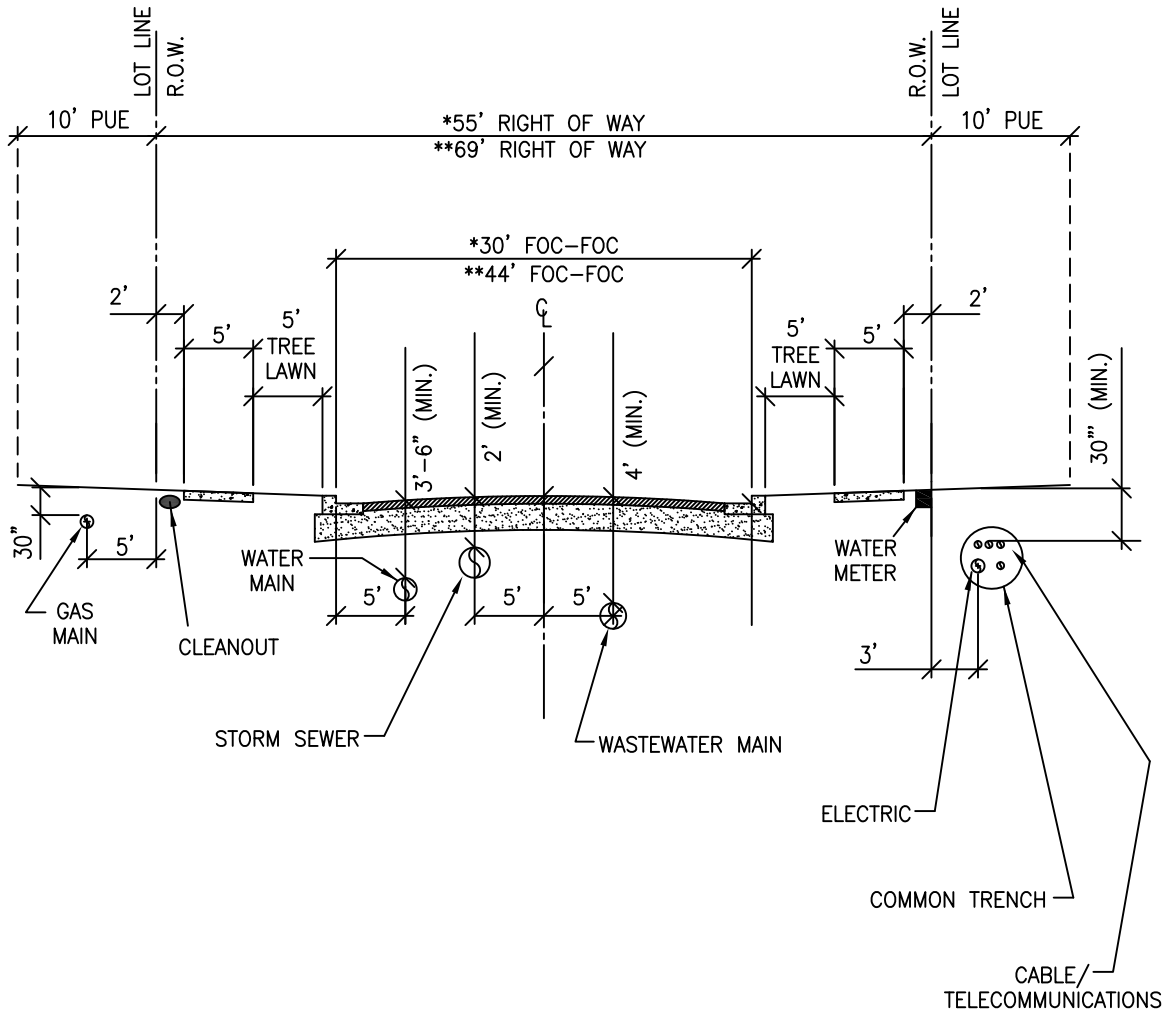 LOT LINE
R.O.W.
R.O.W.
LOT LINE
10' PUE
*55' RIGHT OF WAY
**69' RIGHT OF WAY
10' PUE
*30' FOC-FOC
**44' FOC-FOC
CL
2'
5'
5'
TREE
LAWN
5'
TREE
LAWN
5'
2'
3'-6" (MIN.)
2' (MIN.)
4' (MIN.)
30"' (MIN.)
30"
5'
GAS
MAIN
CLEANOUT
WATER
MAIN
5'
5'
5'
WATER
METER
3'
STORM SEWER
WASTEWATER MAIN
ELECTRIC
COMMON TRENCH
CABLE/
TELECOMMUNICATIONS